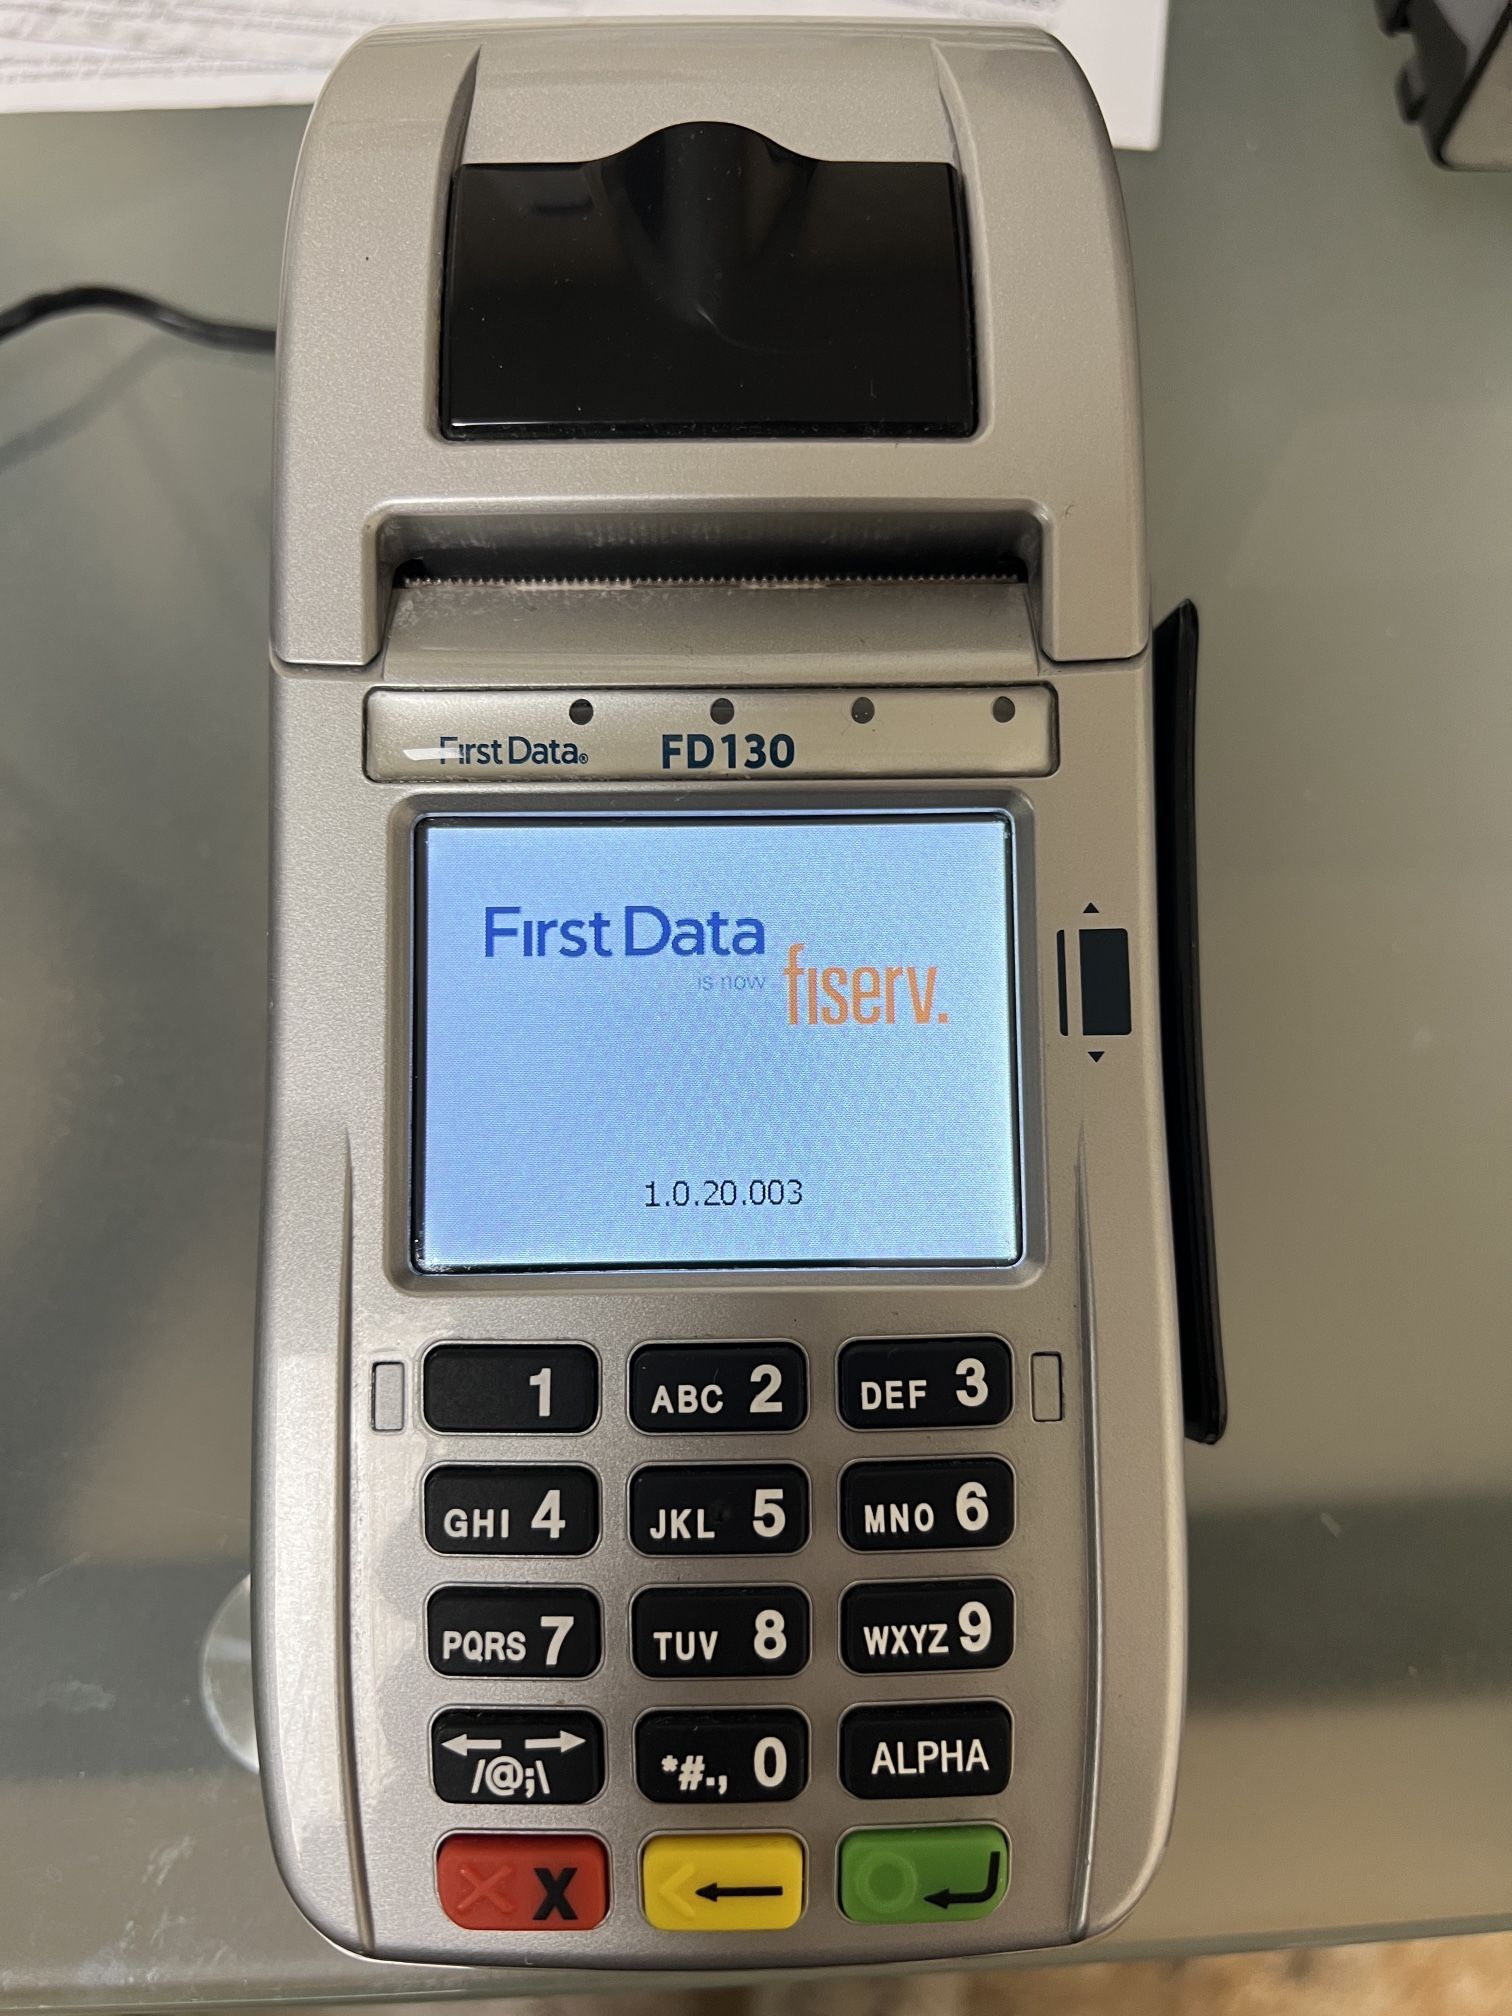 First Data® FD130
First Data
is now fiserv.
1.0.20.003
1 ABC 2 DEF 3
GHI 4 JKL 5 MNO 6
PQRS 7 TUV 8 WXYZ 9
/@;\ *#., 0 ALPHA
X